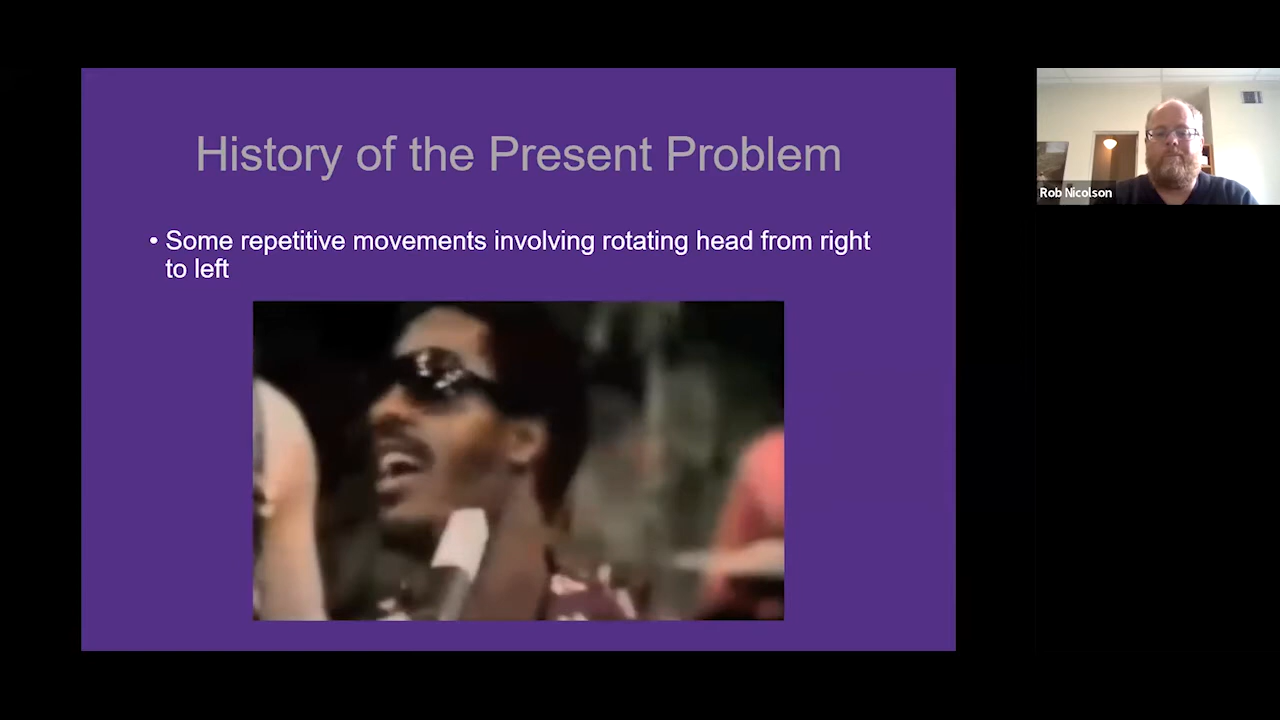 History of the Present Problem
• Some repetitive movements involving rotating head from right
to left
Rob Nicolson